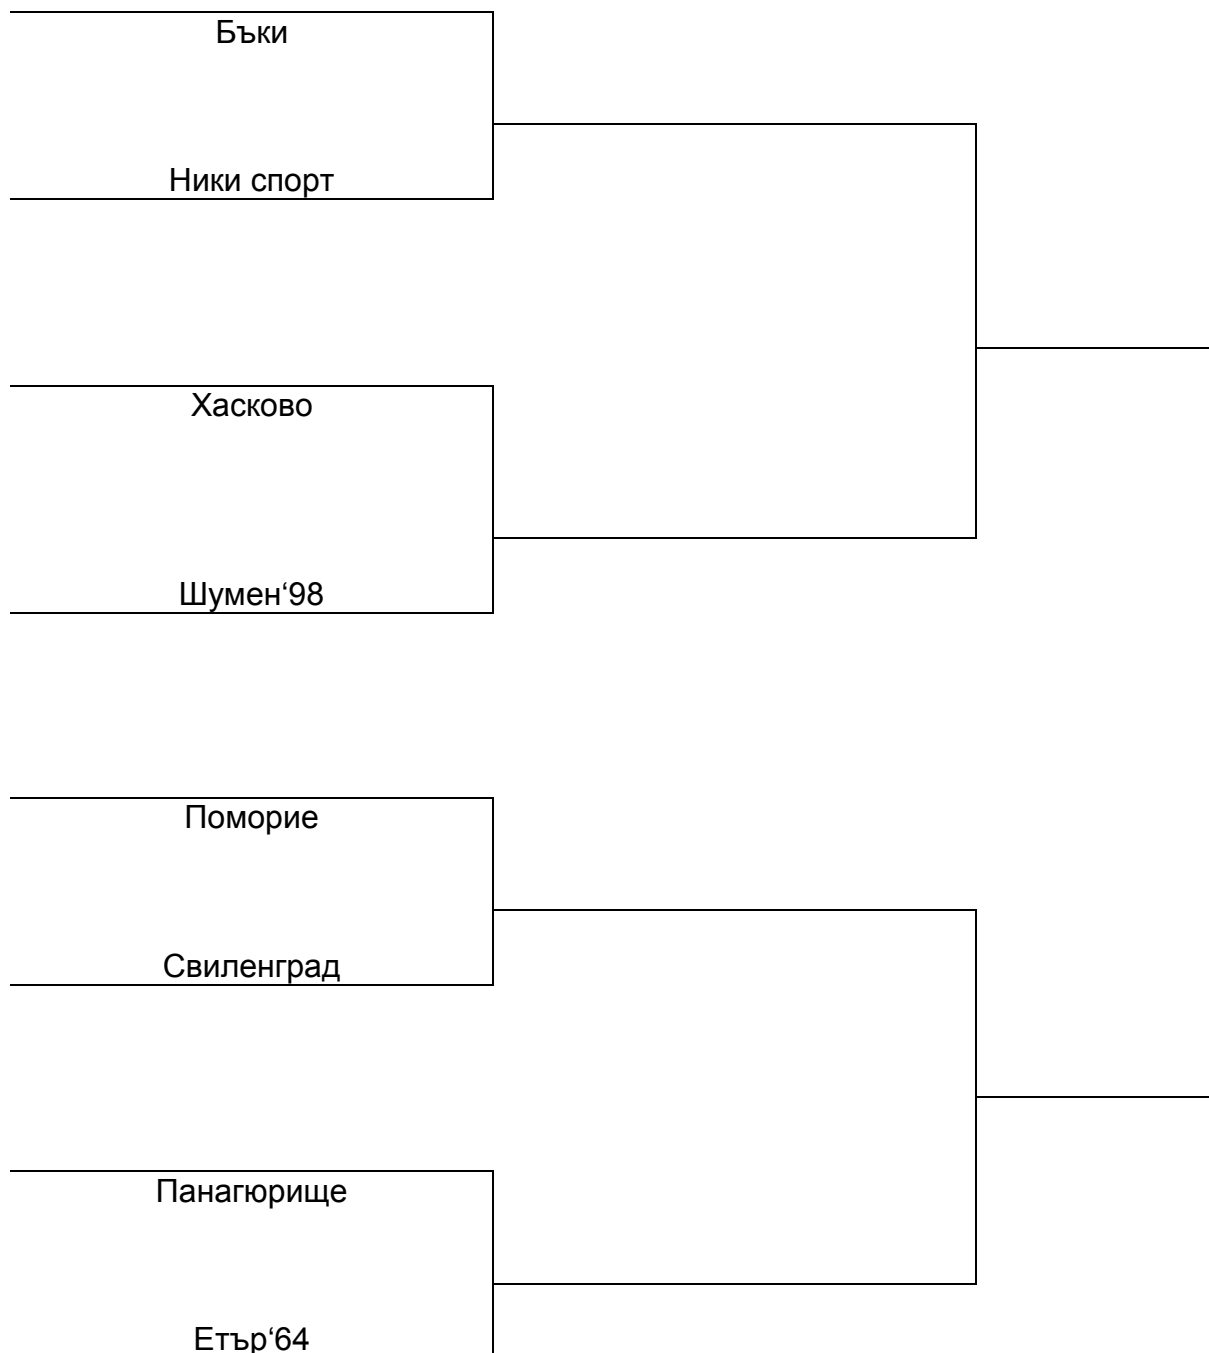 Бъки
Ники спорт
Хасково
Шумен‘98
Поморие
Свиленград
Панагюрище
Етър‘64